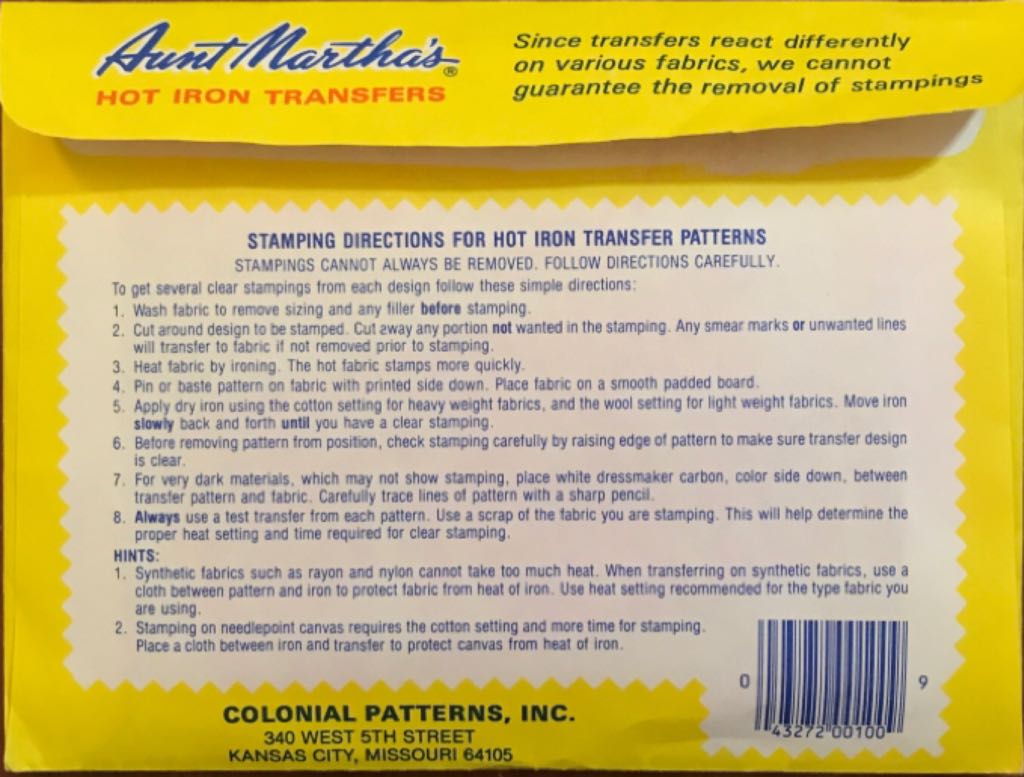 Aunt Martha's®
HOT IRON TRANSFERS
Since transfers react differently
on various fabrics, we cannot
guarantee the removal of stampings
STAMPING DIRECTIONS FOR HOT IRON TRANSFER PATTERNS
STAMPINGS CANNOT ALWAYS BE REMOVED. FOLLOW DIRECTIONS CAREFULLY.
To get several clear stampings from each design follow these simple directions:
1. Wash fabric to remove sizing and any filler before stamping.
2. Cut around design to be stamped. Cut away any portion not wanted in the stamping. Any smear marks or unwanted lines
will transfer to fabric if not removed prior to stamping.
3. Heat fabric by ironing. The hot fabric stamps more quickly.
4. Pin or baste pattern on fabric with printed side down. Place fabric on a smooth padded board.
5. Apply dry iron using the cotton setting for heavy weight fabrics, and the wool setting for light weight fabrics. Move iron
slowly back and forth until you have a clear stamping.
6. Before removing pattern from position, check stamping carefully by raising edge of pattern to make sure transfer design
is clear.
7. For very dark materials, which may not show stamping, place white dressmaker carbon, color side down, between
transfer pattern and fabric. Carefully trace lines of pattern with a sharp pencil.
8. Always use a test transfer from each pattern. Use a scrap of the fabric you are stamping. This will help determine the
proper heat setting and time required for clear stamping.
HINTS:
1. Synthetic fabrics such as rayon and nylon cannot take too much heat. When transferring on synthetic fabrics, use a
cloth between pattern and iron to protect fabric from heat of iron. Use heat setting recommended for the type fabric you
are using.
2. Stamping on needlepoint canvas requires the cotton setting and more time for stamping.
Place a cloth between iron and transfer to protect canvas from heat of iron.
0 43272 00100 9
COLONIAL PATTERNS, INC.
340 WEST 5TH STREET
KANSAS CITY, MISSOURI 64105